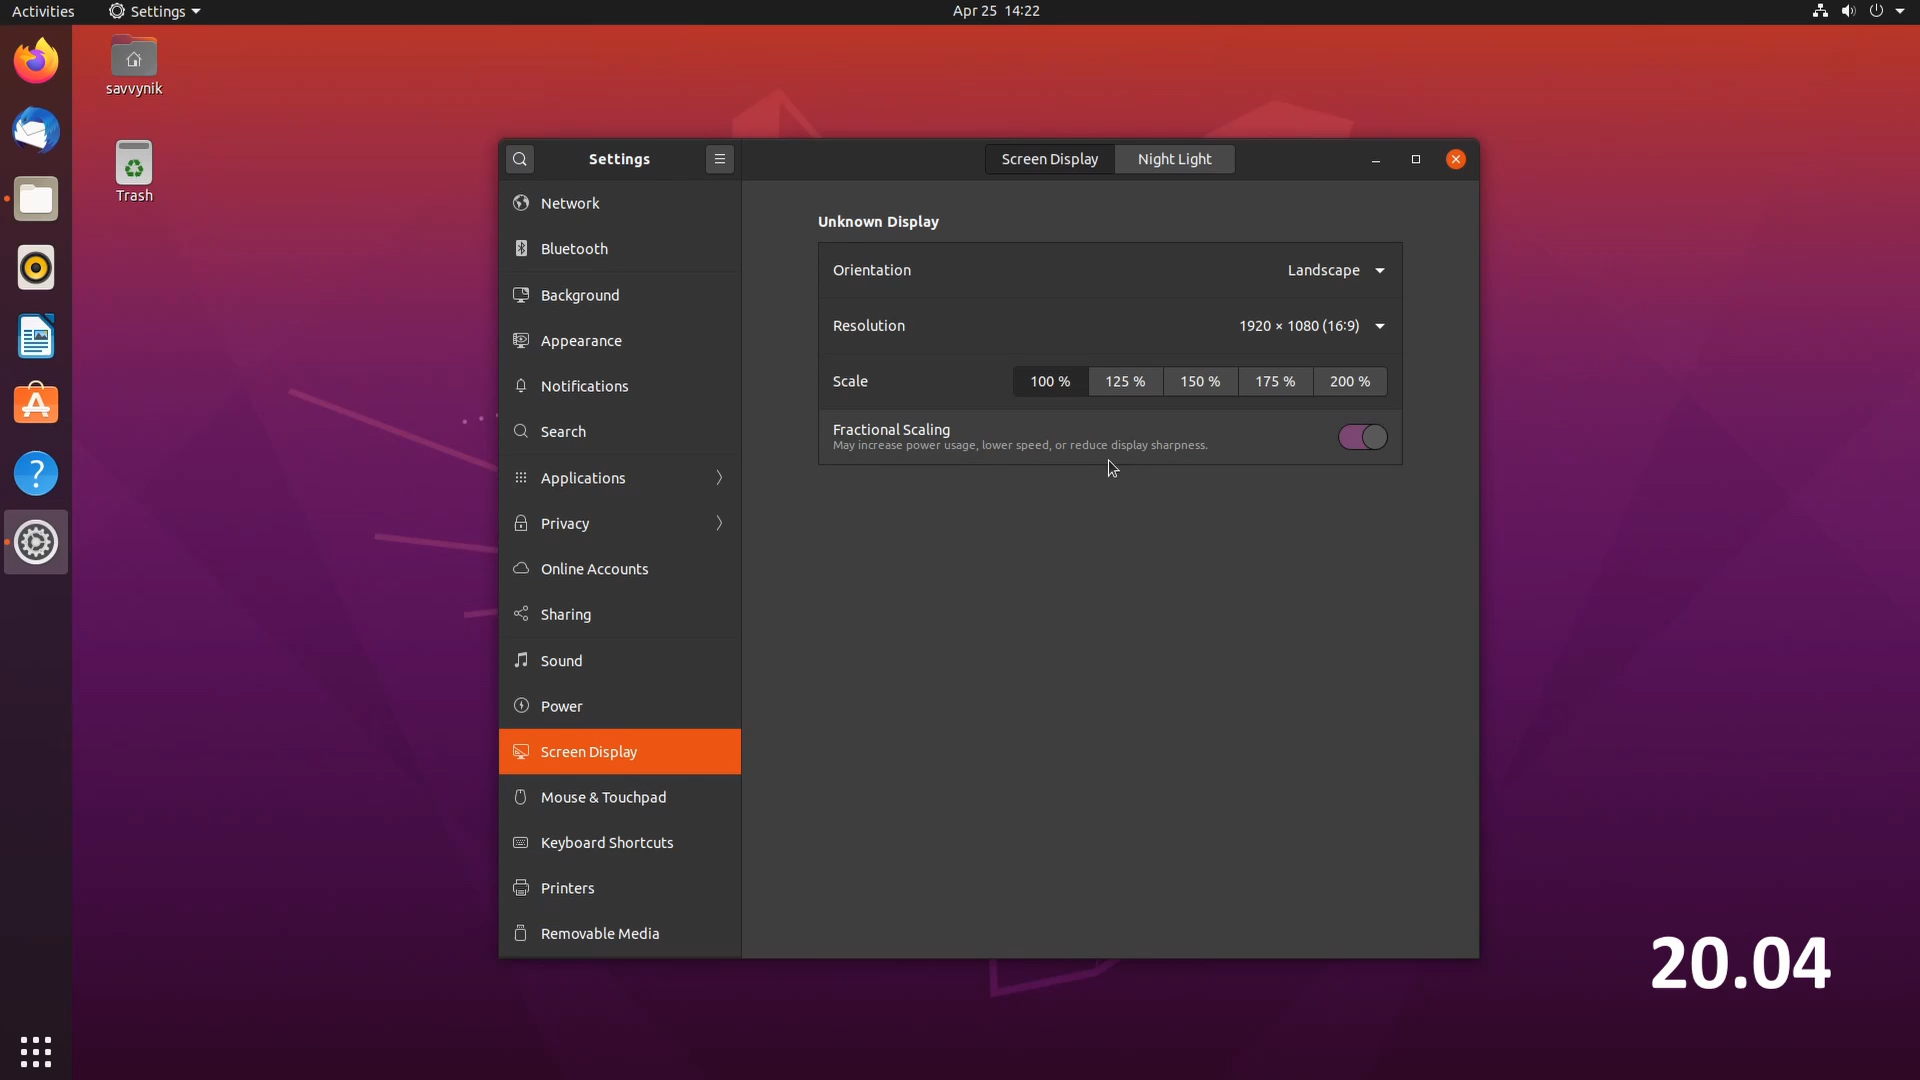 Activities
Settings
Apr 25 14:22
savvynik
Trash
Settings
Screen Display
Night Light
Network
Bluetooth
Background
Appearance
Notifications
Search
Applications
Privacy
Online Accounts
Sharing
Sound
Power
Screen Display
Mouse & Touchpad
Keyboard Shortcuts
Printers
Removable Media
Unknown Display
Orientation
Landscape
Resolution
1920 × 1080 (16:9)
Scale
100 %
125 %
150 %
175 %
200 %
Fractional Scaling
May increase power usage, lower speed, or reduce display sharpness.
20.04